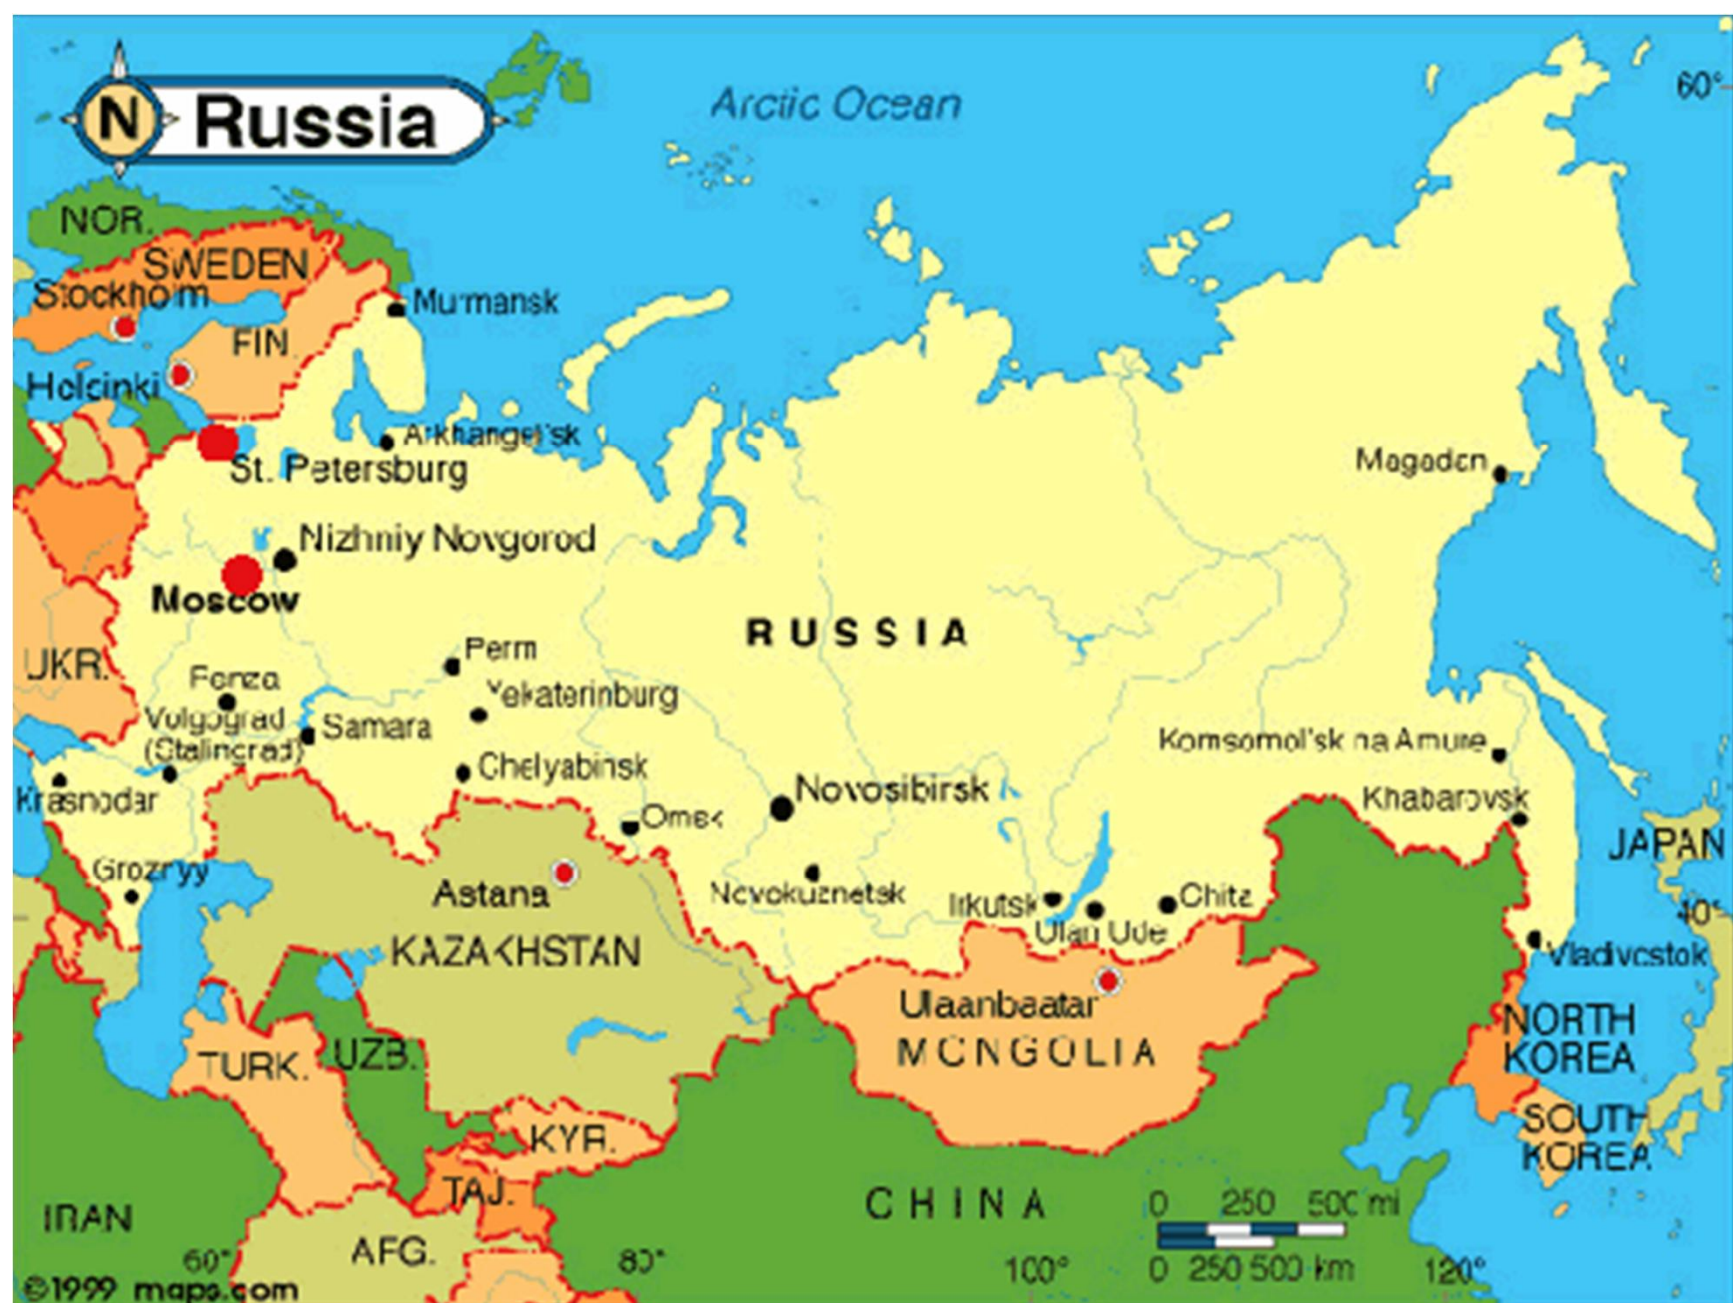 Arctic Ocean
60°
N Russia
NOR.
SWEDEN
Stockholm
Murmansk
FIN.
Helsinki
Arkhangel'sk
St. Petersburg
Magadan
Nizhniy Novgorod
Moscow
RUSSIA
Perm
UKR.
Penza
Yekaterinburg
Volgograd
(Stalingrad)
Samara
Komsomol'sk na Amure
Chelyabinsk
Novosibirsk
Krasnodar
Khabarovsk
Omsk
JAPAN
Groznyy
Astana
Novokuznetsk
Irkutsk
Chita
40°
Ulan Ude
KAZAKHSTAN
Vladivostok
Ulaanbaatar
MONGOLIA
NORTH
KOREA
TURK.
UZB.
SOUTH
KOREA
KYR.
TAJ.
CHINA
0 250 500 mi
IRAN
AFG.
60°
80°
100°
0 250 500 km
120°
©1999 maps.com